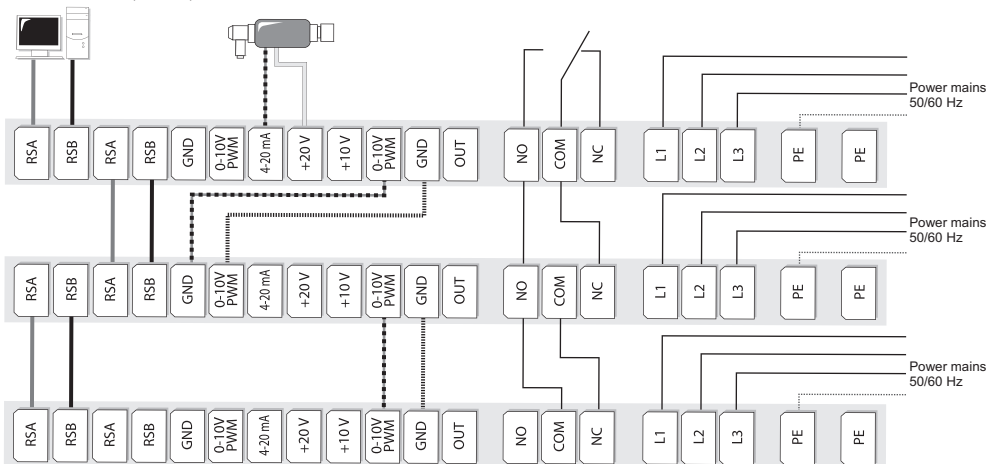 Power mains
50/60 Hz
RSA RSB RSA RSB GND 0-10V PWM 4-20 mA +20 V +10 V 0-10V PWM GND OUT NO COM NC L1 L2 L3 PE PE
Power mains
50/60 Hz
RSA RSB RSA RSB GND 0-10V PWM 4-20 mA +20 V +10 V 0-10V PWM GND OUT NO COM NC L1 L2 L3 PE PE
Power mains
50/60 Hz
RSA RSB RSA RSB GND 0-10V PWM 4-20 mA +20 V +10 V 0-10V PWM GND OUT NO COM NC L1 L2 L3 PE PE